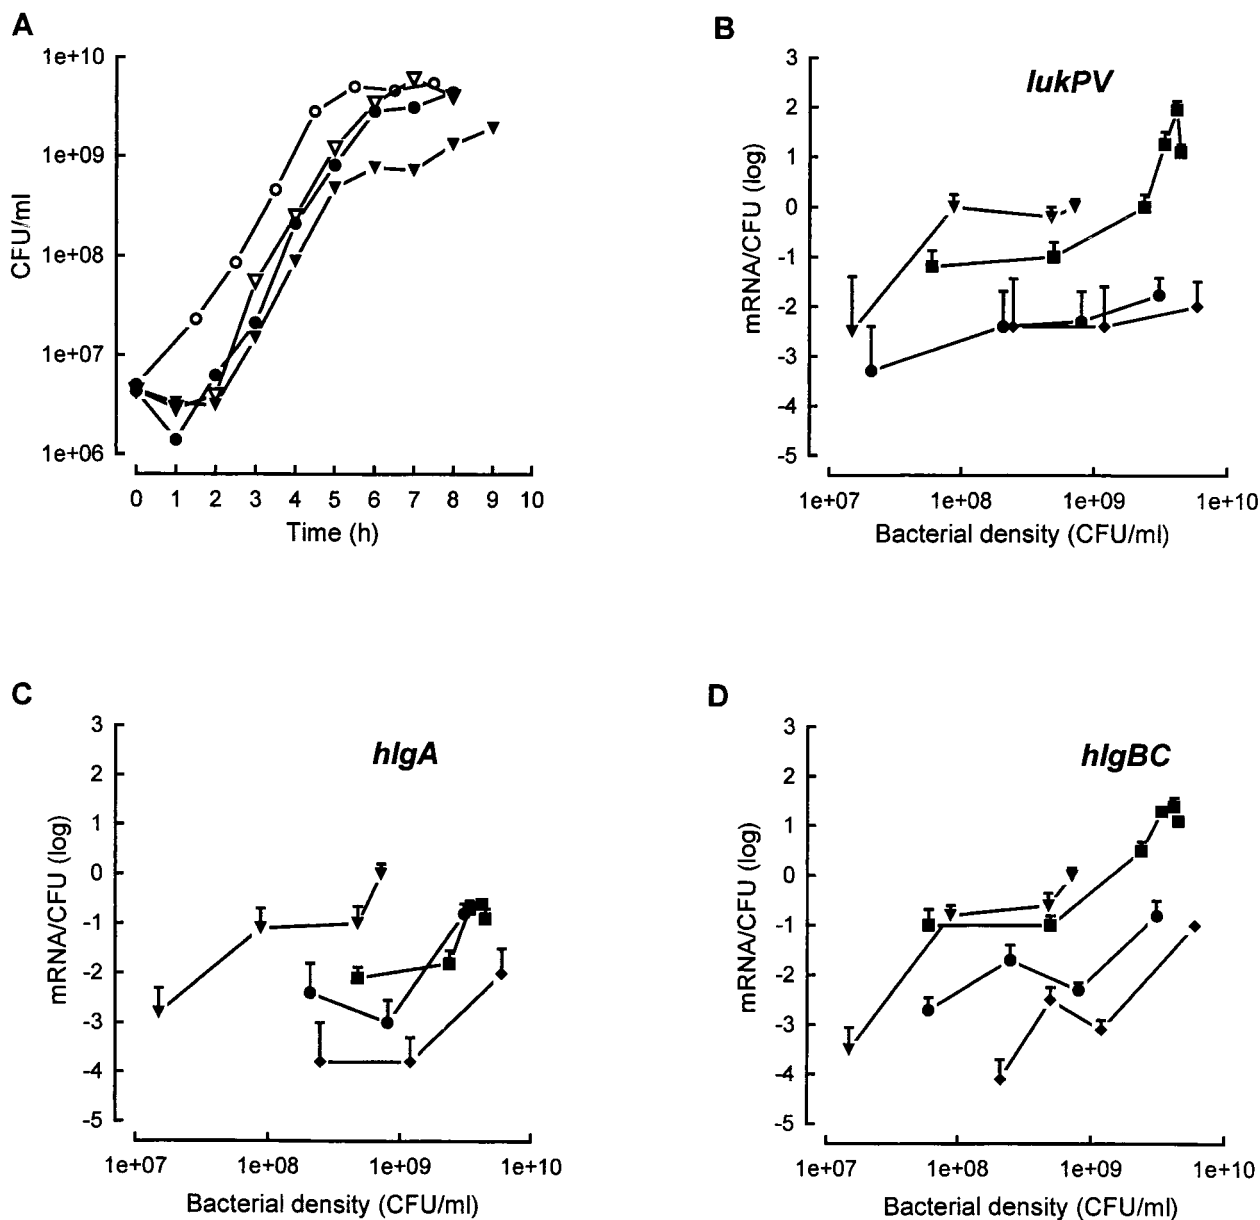 A
1e+10
1e+09
1e+08
1e+07
1e+06
CFU/ml
0 1 2 3 4 5 6 7 8 9 10
Time (h)
B
lukPV
3
2
1
0
-1
-2
-3
-4
-5
mRNA/CFU (log)
1e+07 1e+08 1e+09 1e+10
Bacterial density (CFU/ml)
C
hlgA
3
2
1
0
-1
-2
-3
-4
-5
mRNA/CFU (log)
1e+07 1e+08 1e+09 1e+10
Bacterial density (CFU/ml)
D
hlgBC
3
2
1
0
-1
-2
-3
-4
-5
mRNA/CFU (log)
1e+07 1e+08 1e+09 1e+10
Bacterial density (CFU/ml)